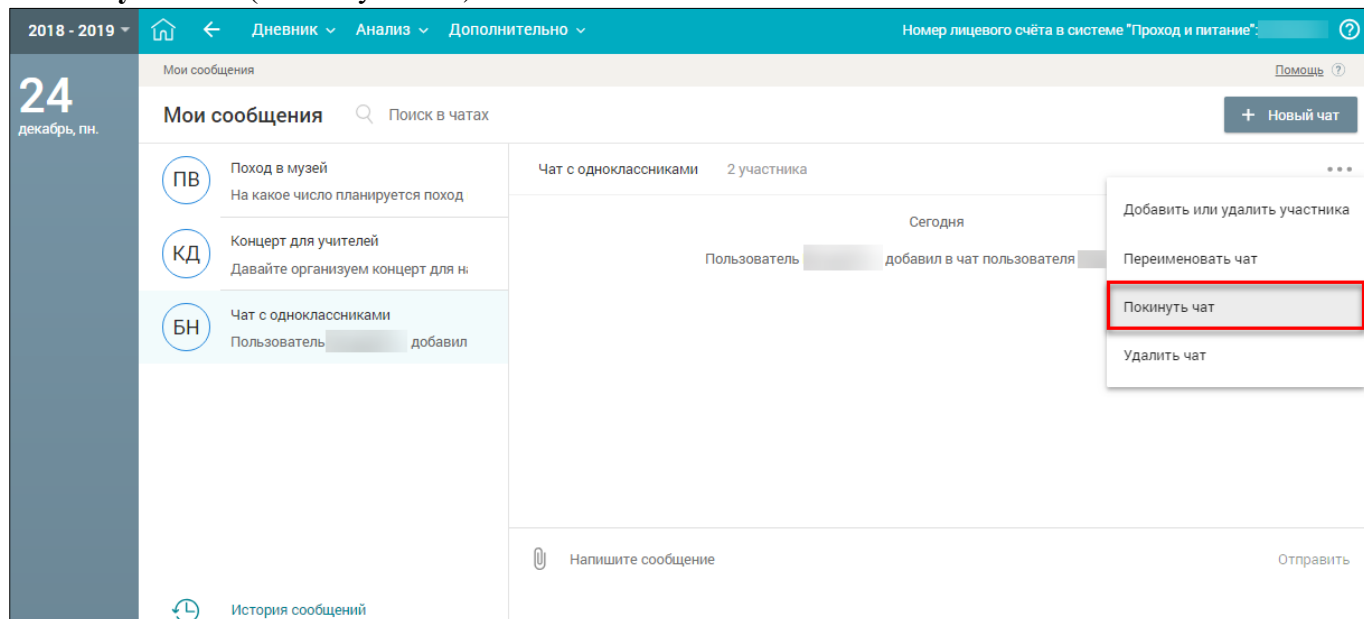 2018 - 2019 Дневник Анализ Дополнительно Номер лицевого счёта в системе "Проход и питание":
24
декабрь, пн.
Мои сообщения Помощь ?
Мои сообщения Поиск в чатах + Новый чат
ПВ
Поход в музей
На какое число планируется поход
КД
Концерт для учителей
Давайте организуем концерт для
БН
Чат с одноклассниками
Пользователь добавил
История сообщений
Чат с одноклассниками 2 участника
Сегодня
Пользователь добавил в чат пользователя
Добавить или удалить участника
Переименовать чат
Покинуть чат
Удалить чат
Напишите сообщение Отправить